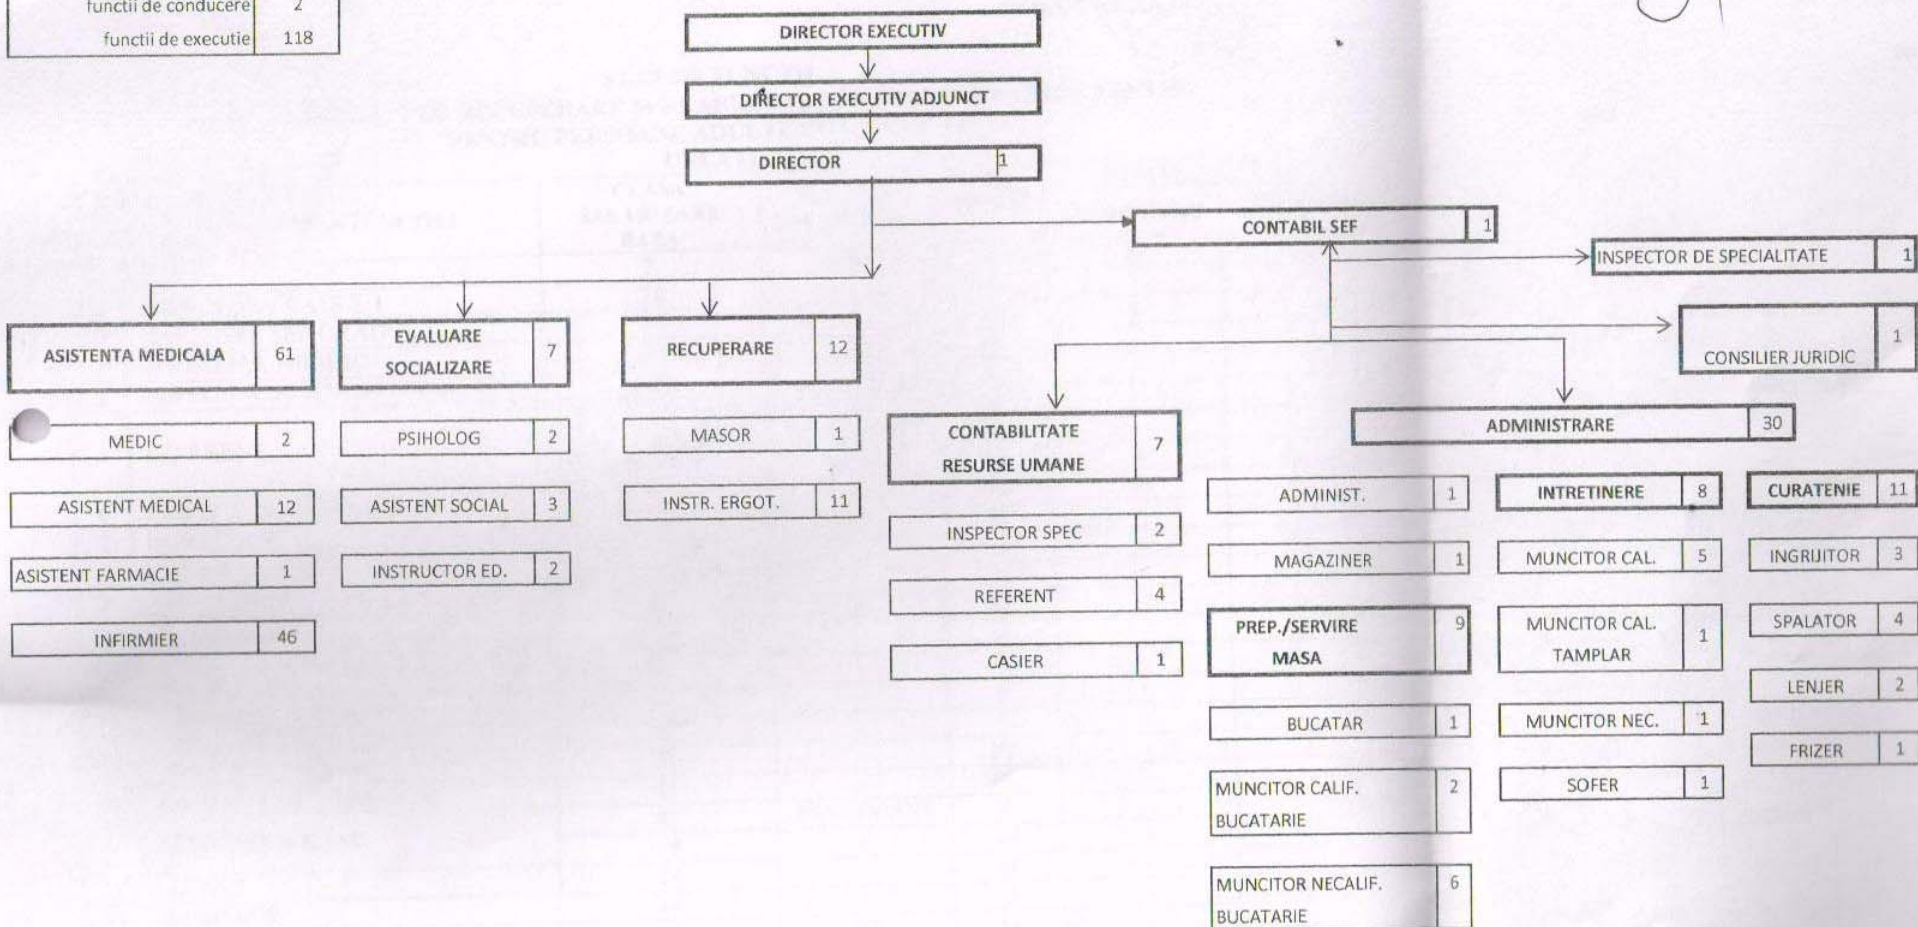 functii de conducere 2
functii de executie 118
DIRECTOR EXECUTIV
DIRECTOR EXECUTIV ADJUNCT
DIRECTOR 1
CONTABIL SEF 1
INSPECTOR DE SPECIALITATE 1
CONSILIER JURIDIC 1
ASISTENTA MEDICALA 61
MEDIC 2
ASISTENT MEDICAL 12
ASISTENT FARMACIE 1
INFIRMIER 46
EVALUARE
SOCIALIZARE 7
PSIHOLOG 2
ASISTENT SOCIAL 3
INSTRUCTOR ED. 2
RECUPERARE 12
MASOR 1
INSTR. ERGOT. 11
CONTABILITATE
RESURSE UMANE 7
INSPECTOR SPEC 2
REFERENT 4
CASIER 1
ADMINISTRARE 30
ADMINIST. 1
MAGAZINER 1
PREP./SERVIRE 9
MASA
BUCATAR 1
MUNCITOR CALIF. 2
BUCATARIE
MUNCITOR NECALIF. 6
BUCATARIE
INTRETINERE 8
MUNCITOR CAL. 5
MUNCITOR CAL.
TAMPLAR 1
MUNCITOR NEC. 1
SOFER 1
CURATENIE 11
INGRIJITOR 3
SPALATOR 4
LENJER 2
FRIZER 1